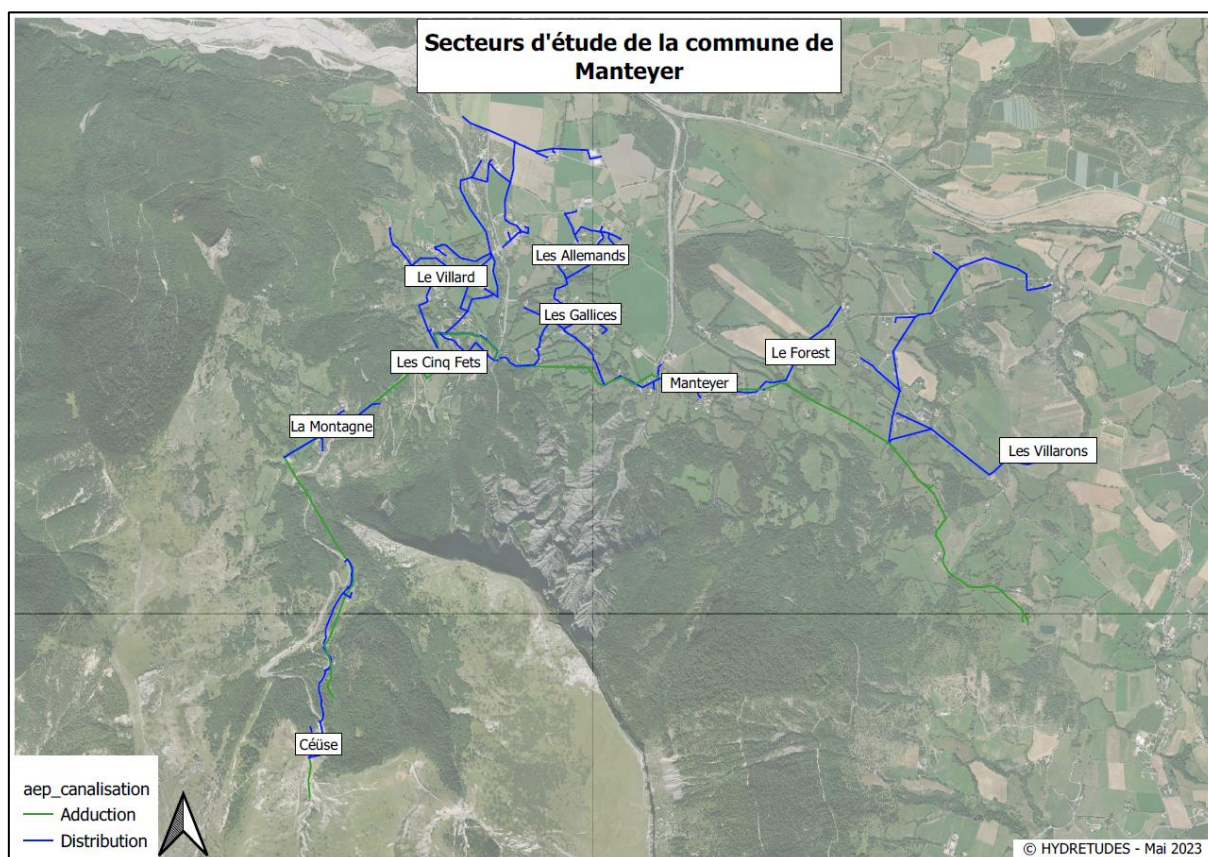 Secteurs d'étude de la commune de
Manteyer
Les Allemands
Le Villard
Les Gallices
Le Forest
Les Cinq Fets
Manteyer
La Montagne
Les Villarons
Céüse
aep_canalisation
Adduction
Distribution
© HYDRETUDES - Mai 2023